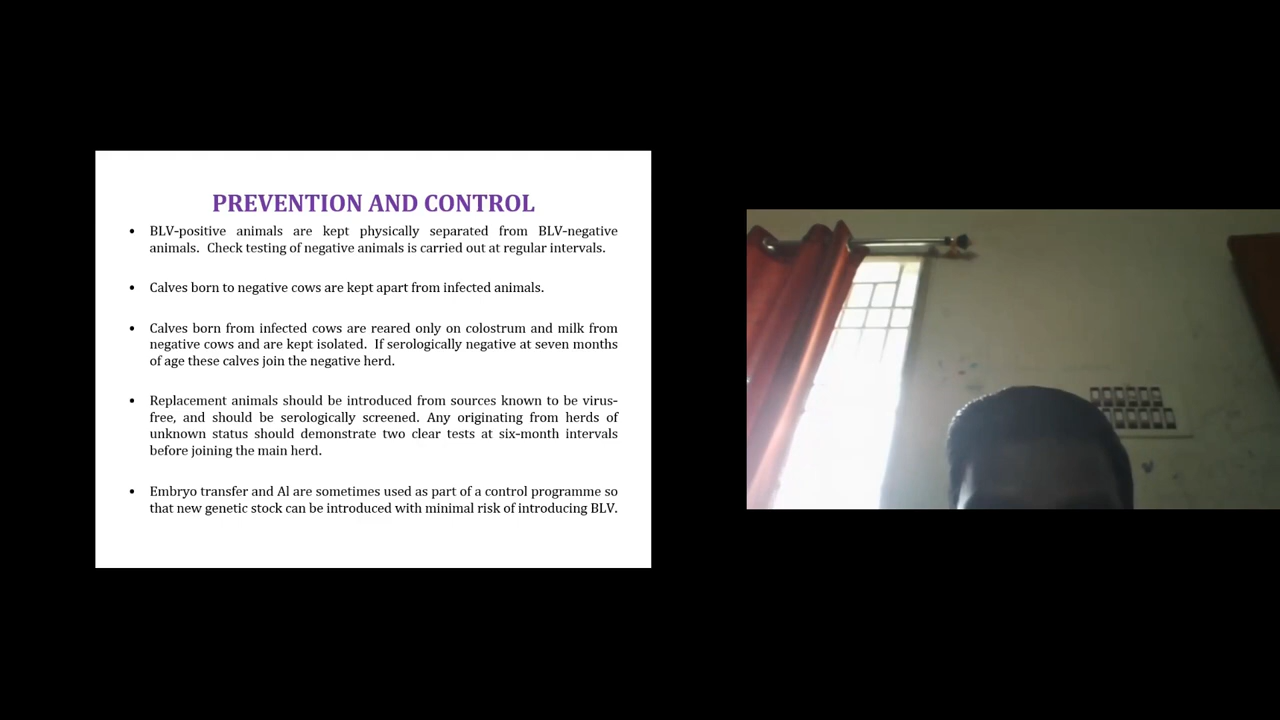 PREVENTION AND CONTROL
• BLV-positive animals are kept physically separated from BLV-negative
animals. Check testing of negative animals is carried out at regular intervals.
• Calves born to negative cows are kept apart from infected animals.
• Calves born from infected cows are reared only on colostrum and milk from
negative cows and are kept isolated. If serologically negative at seven months
of age these calves join the negative herd.
• Replacement animals should be introduced from sources known to be virus-
free, and should be serologically screened. Any originating from herds of
unknown status should demonstrate two clear tests at six-month intervals
before joining the main herd.
• Embryo transfer and Al are sometimes used as part of a control programme so
that new genetic stock can be introduced with minimal risk of introducing BLV.